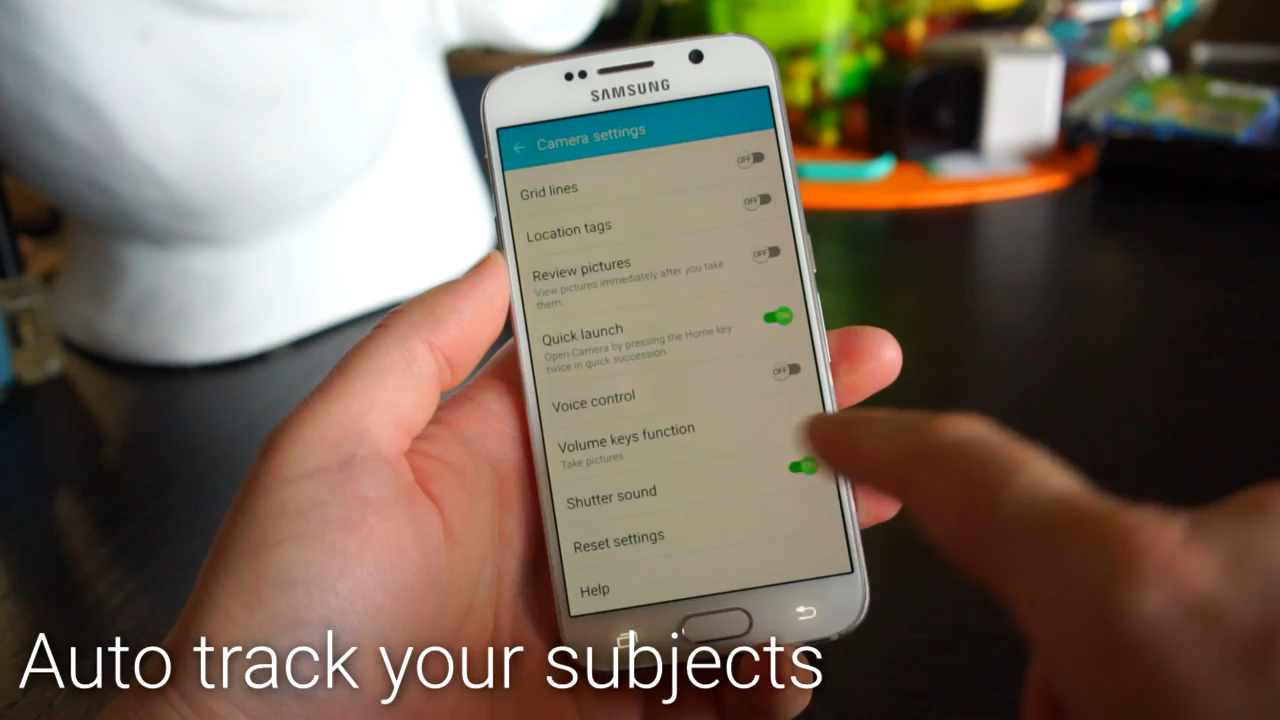 SAMSUNG
Camera settings
Grid lines
OFF
Location tags
OFF
Review pictures
OFF
View pictures immediately after you take
them.
Quick launch
ON
Open Camera by pressing the Home key
twice in quick succession.
Voice control
OFF
Volume keys function
Take pictures
Shutter sound
Reset settings
Help
Auto track your subjects